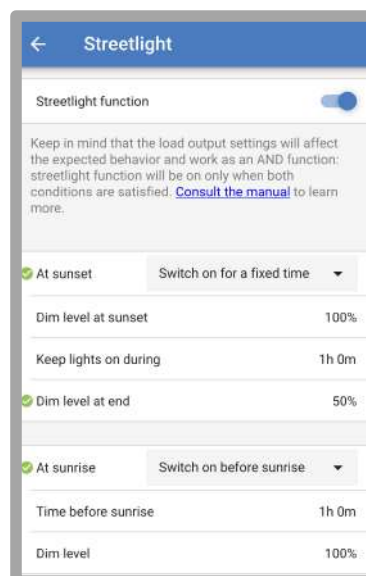 Streetlight
Streetlight function
Keep in mind that the load output settings will affect
the expected behavior and work as an AND function:
streetlight function will be on only when both
conditions are satisfied. Consult the manual to learn
more.
At sunset Switch on for a fixed time
Dim level at sunset 100%
Keep lights on during 1h 0m
Dim level at end 50%
At sunrise Switch on before sunrise
Time before sunrise 1h 0m
Dim level 100%